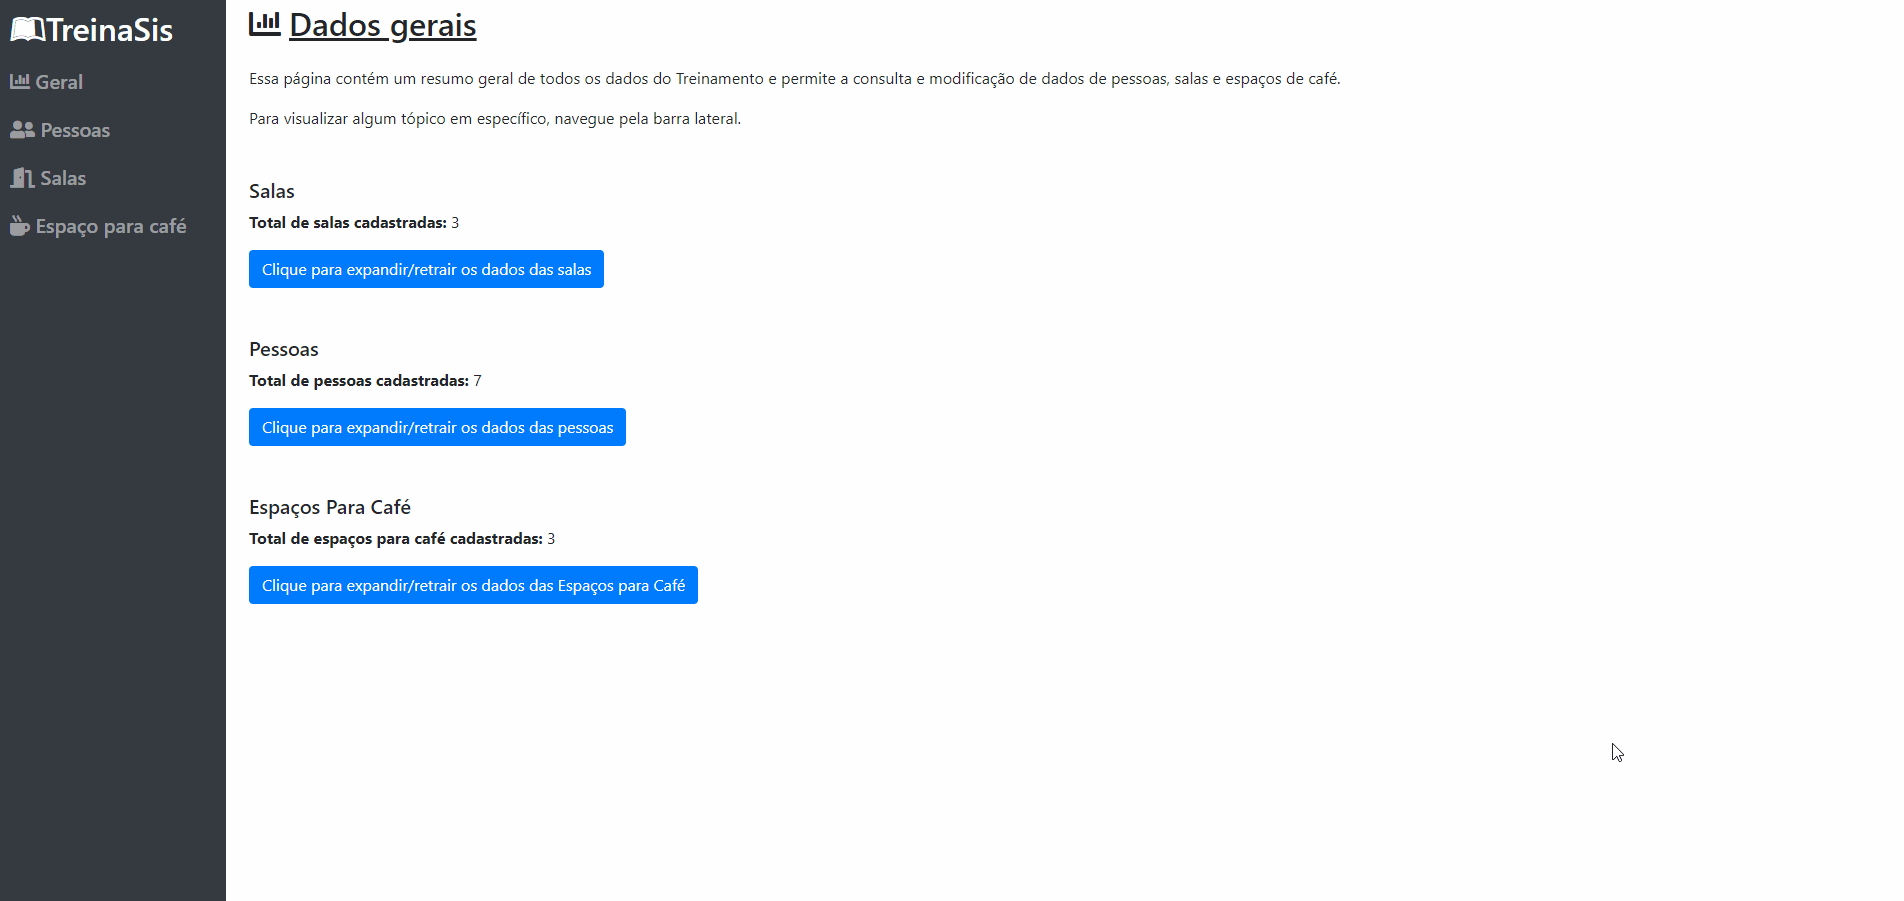 TreinaSis
Geral
Pessoas
Salas
Espaço para café
Dados gerais
Essa página contém um resumo geral de todos os dados do Treinamento e permite a consulta e modificação de dados de pessoas, salas e espaços de café.
Para visualizar algum tópico em específico, navegue pela barra lateral.
Salas
Total de salas cadastradas: 3
Clique para expandir/retrair os dados das salas
Pessoas
Total de pessoas cadastradas: 7
Clique para expandir/retrair os dados das pessoas
Espaços Para Café
Total de espaços para café cadastradas: 3
Clique para expandir/retrair os dados das Espaços para Café